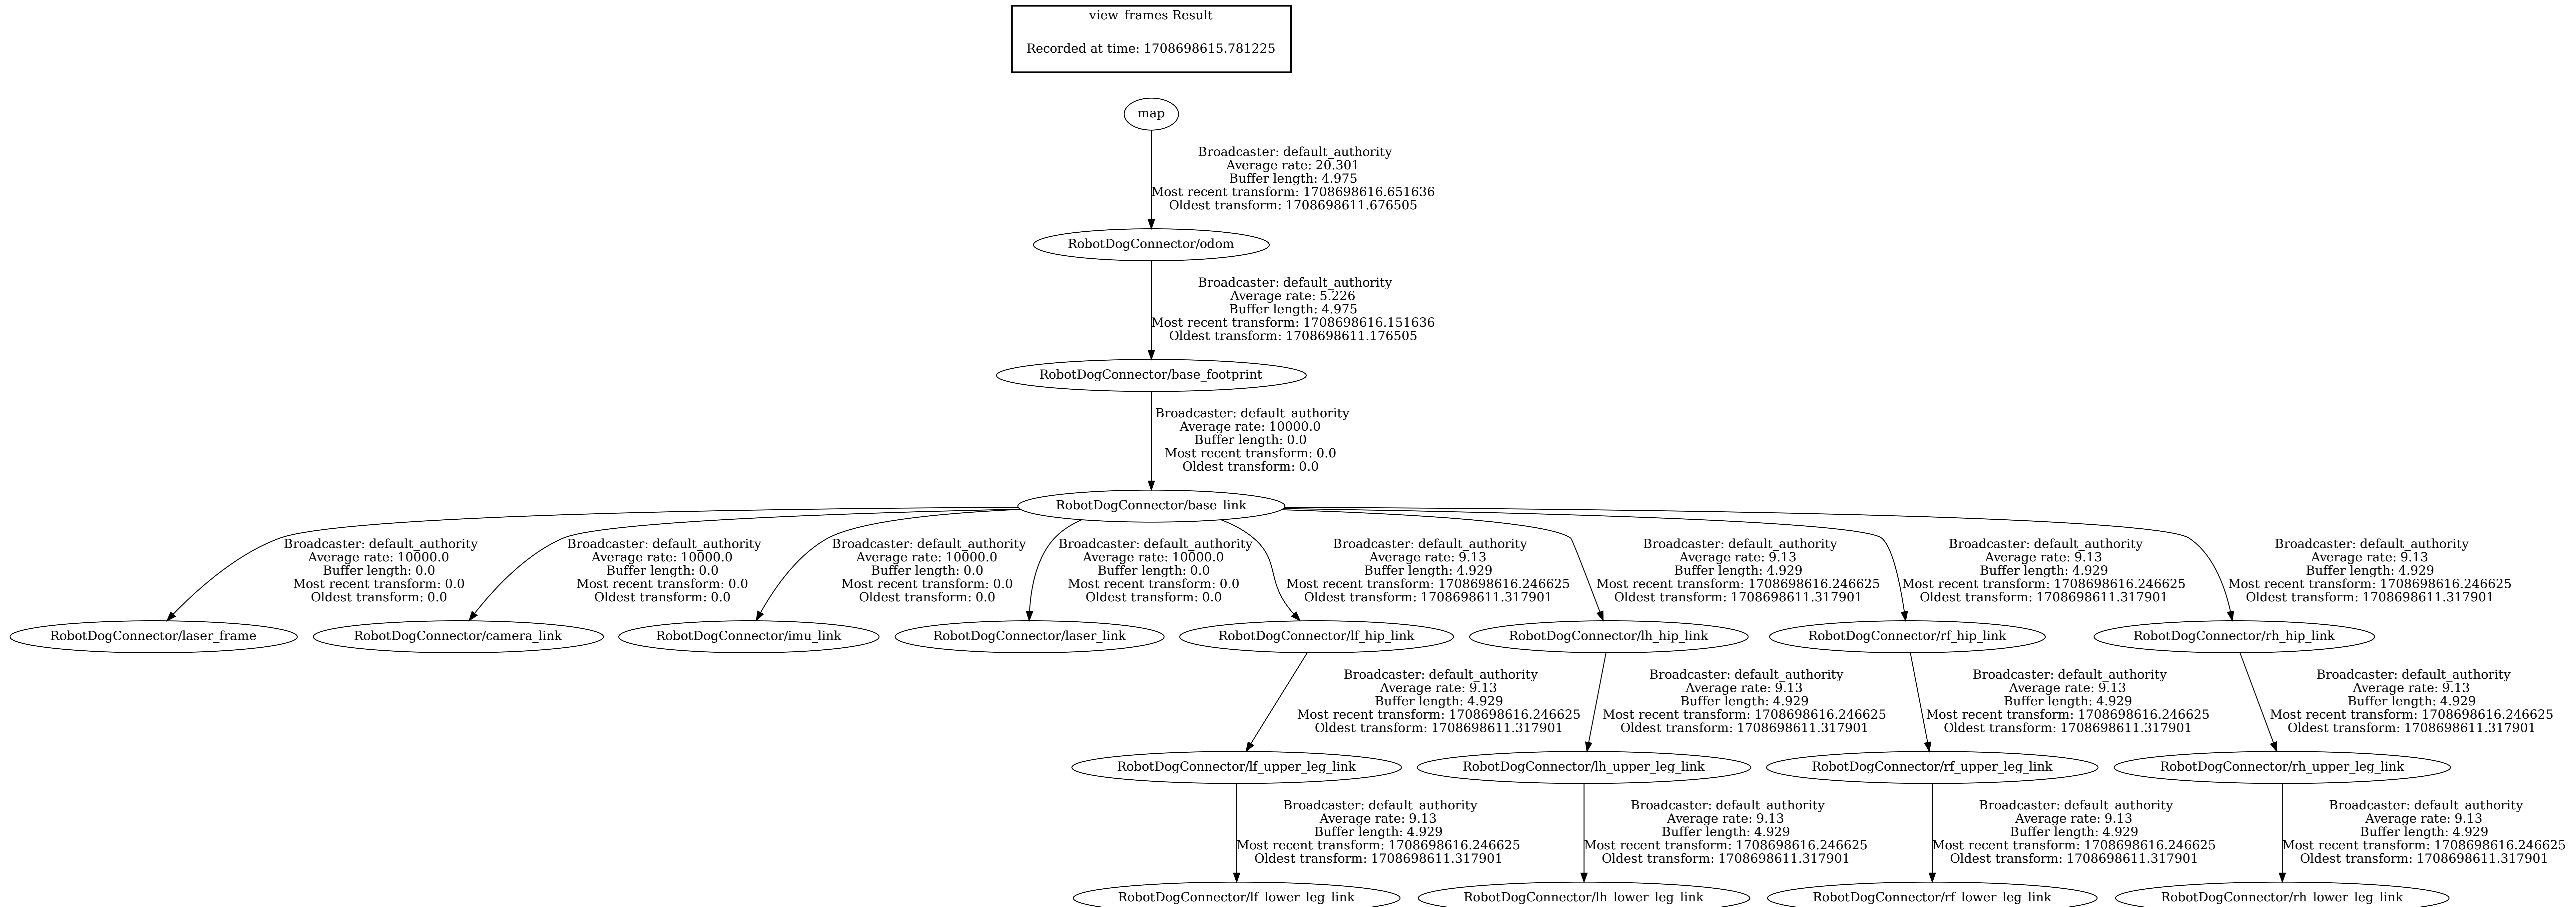 view_frames Result
Recorded at time: 1708698615.781225
map
Broadcaster: default_authority
Average rate: 20.301
Buffer length: 4.975
Most recent transform: 1708698616.651636
Oldest transform: 1708698611.676505
RobotDogConnector/odom
Broadcaster: default_authority
Average rate: 5.226
Buffer length: 4.975
Most recent transform: 1708698616.151636
Oldest transform: 1708698611.176505
RobotDogConnector/base_footprint
Broadcaster: default_authority
Average rate: 10000.0
Buffer length: 0.0
Most recent transform: 0.0
Oldest transform: 0.0
RobotDogConnector/base_link
Broadcaster: default_authority
Average rate: 10000.0
Buffer length: 0.0
Most recent transform: 0.0
Oldest transform: 0.0
Broadcaster: default_authority
Average rate: 10000.0
Buffer length: 0.0
Most recent transform: 0.0
Oldest transform: 0.0
Broadcaster: default_authority
Average rate: 10000.0
Buffer length: 0.0
Most recent transform: 0.0
Oldest transform: 0.0
Broadcaster: default_authority
Average rate: 10000.0
Buffer length: 0.0
Most recent transform: 0.0
Oldest transform: 0.0
Broadcaster: default_authority
Average rate: 9.13
Buffer length: 4.929
Most recent transform: 1708698616.246625
Oldest transform: 1708698611.317901
Broadcaster: default_authority
Average rate: 9.13
Buffer length: 4.929
Most recent transform: 1708698616.246625
Oldest transform: 1708698611.317901
Broadcaster: default_authority
Average rate: 9.13
Buffer length: 4.929
Most recent transform: 1708698616.246625
Oldest transform: 1708698611.317901
Broadcaster: default_authority
Average rate: 9.13
Buffer length: 4.929
Most recent transform: 1708698616.246625
Oldest transform: 1708698611.317901
RobotDogConnector/laser_frame
RobotDogConnector/camera_link
RobotDogConnector/imu_link
RobotDogConnector/laser_link
RobotDogConnector/lf_hip_link
RobotDogConnector/lh_hip_link
RobotDogConnector/rf_hip_link
RobotDogConnector/rh_hip_link
Broadcaster: default_authority
Average rate: 9.13
Buffer length: 4.929
Most recent transform: 1708698616.246625
Oldest transform: 1708698611.317901
Broadcaster: default_authority
Average rate: 9.13
Buffer length: 4.929
Most recent transform: 1708698616.246625
Oldest transform: 1708698611.317901
Broadcaster: default_authority
Average rate: 9.13
Buffer length: 4.929
Most recent transform: 1708698616.246625
Oldest transform: 1708698611.317901
Broadcaster: default_authority
Average rate: 9.13
Buffer length: 4.929
Most recent transform: 1708698616.246625
Oldest transform: 1708698611.317901
RobotDogConnector/lf_upper_leg_link
RobotDogConnector/lh_upper_leg_link
RobotDogConnector/rf_upper_leg_link
RobotDogConnector/rh_upper_leg_link
Broadcaster: default_authority
Average rate: 9.13
Buffer length: 4.929
Most recent transform: 1708698616.246625
Oldest transform: 1708698611.317901
Broadcaster: default_authority
Average rate: 9.13
Buffer length: 4.929
Most recent transform: 1708698616.246625
Oldest transform: 1708698611.317901
Broadcaster: default_authority
Average rate: 9.13
Buffer length: 4.929
Most recent transform: 1708698616.246625
Oldest transform: 1708698611.317901
Broadcaster: default_authority
Average rate: 9.13
Buffer length: 4.929
Most recent transform: 1708698616.246625
Oldest transform: 1708698611.317901
RobotDogConnector/lf_lower_leg_link
RobotDogConnector/lh_lower_leg_link
RobotDogConnector/rf_lower_leg_link
RobotDogConnector/rh_lower_leg_link